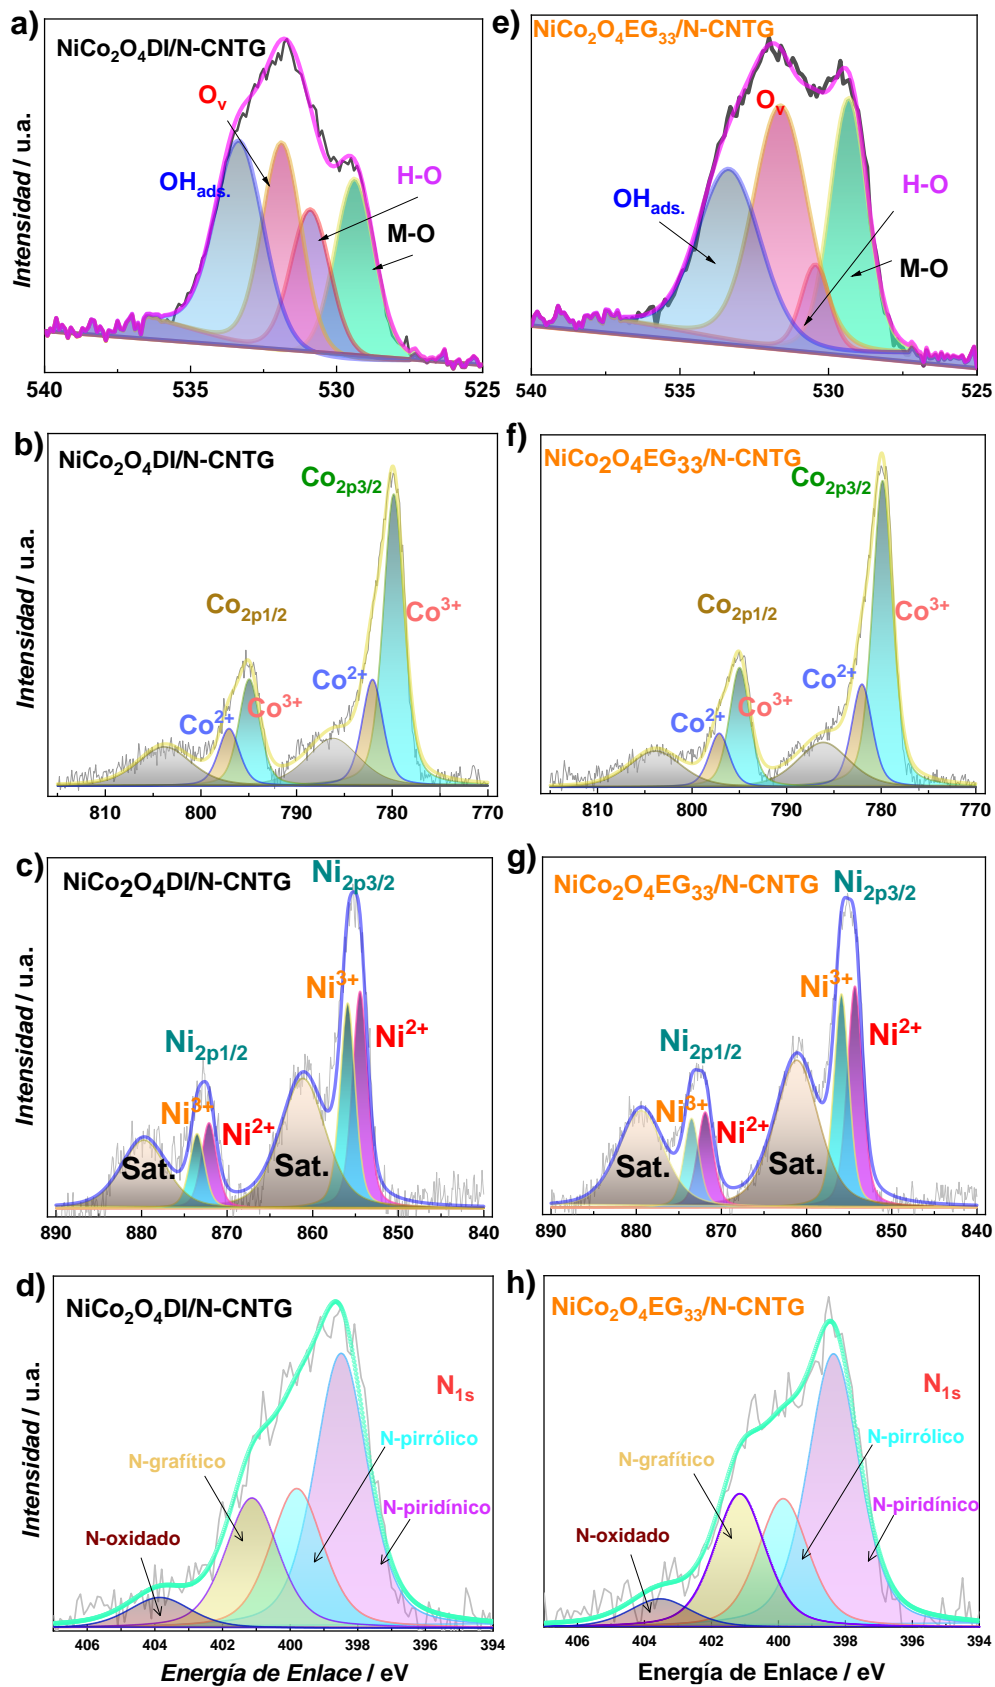 a)
NiCo₂O₄DI/N-CNTG
Oᵥ
OHads.
H-O
M-O
Intensidad / u.a.
540 535 530 525
e)
NiCo₂O₄EG₃₃/N-CNTG
Oᵥ
OHads.
H-O
M-O
540 535 530 525
b)
NiCo₂O₄DI/N-CNTG
Co2p3/2
Co2p1/2
Co³⁺
Co²⁺
Co²⁺
Co³⁺
Intensidad / u.a.
810 800 790 780 770
f)
NiCo₂O₄EG₃₃/N-CNTG
Co2p3/2
Co2p1/2
Co³⁺
Co²⁺
Co³⁺
Co²⁺
810 800 790 780 770
c)
NiCo₂O₄DI/N-CNTG
Ni2p3/2
Ni³⁺
Ni²⁺
Ni2p1/2
Ni³⁺
Ni²⁺
Sat.
Sat.
Intensidad / u.a.
890 880 870 860 850 840
g)
NiCo₂O₄EG₃₃/N-CNTG
Ni2p3/2
Ni³⁺
Ni²⁺
Ni2p1/2
Ni³⁺
Ni²⁺
Sat.
Sat.
890 880 870 860 850 840
d)
NiCo₂O₄DI/N-CNTG
N1s
N-grafítico
N-pirrólico
N-piridínico
N-oxidado
Intensidad / u.a.
406 404 402 400 398 396 394
Energía de Enlace / eV
h)
NiCo₂O₄EG₃₃/N-CNTG
N1s
N-grafítico
N-pirrólico
N-piridínico
N-oxidado
406 404 402 400 398 396 394
Energía de Enlace / eV